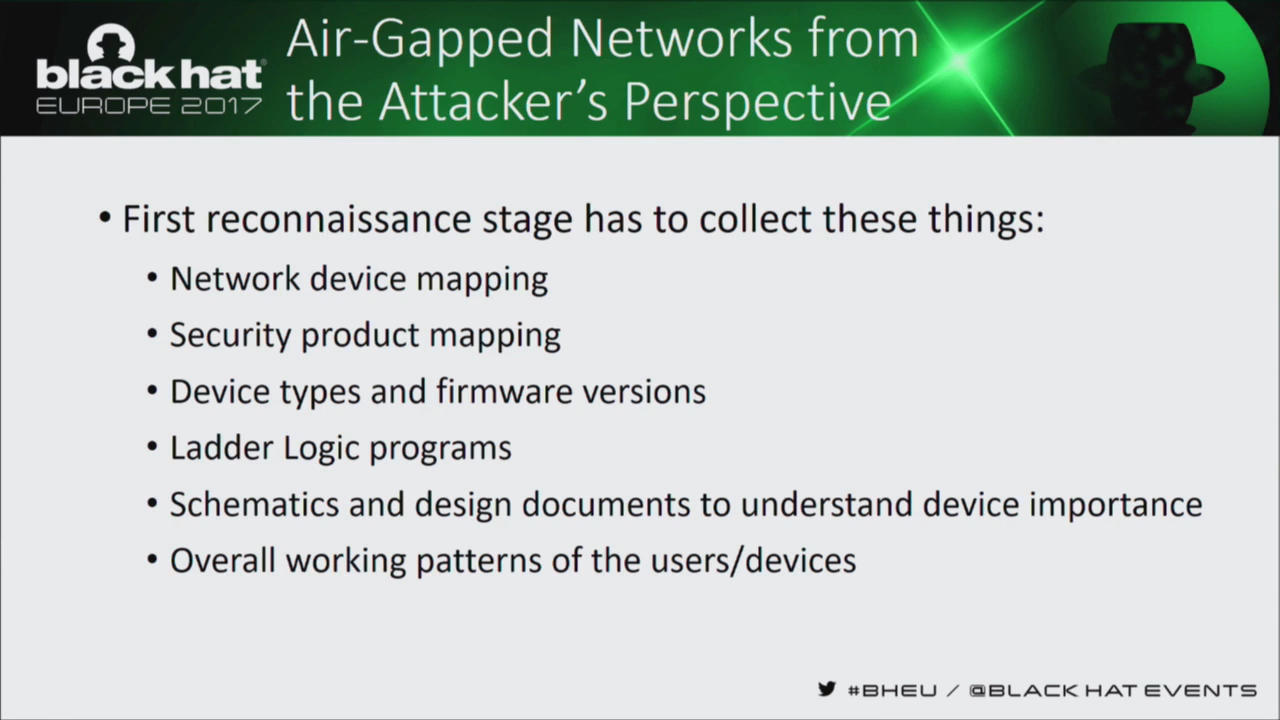 black hat
EUROPE 2017
Air-Gapped Networks from
the Attacker's Perspective
• First reconnaissance stage has to collect these things:
• Network device mapping
• Security product mapping
• Device types and firmware versions
• Ladder Logic programs
• Schematics and design documents to understand device importance
• Overall working patterns of the users/devices
#BHEU / @BLACK HAT EVENTS